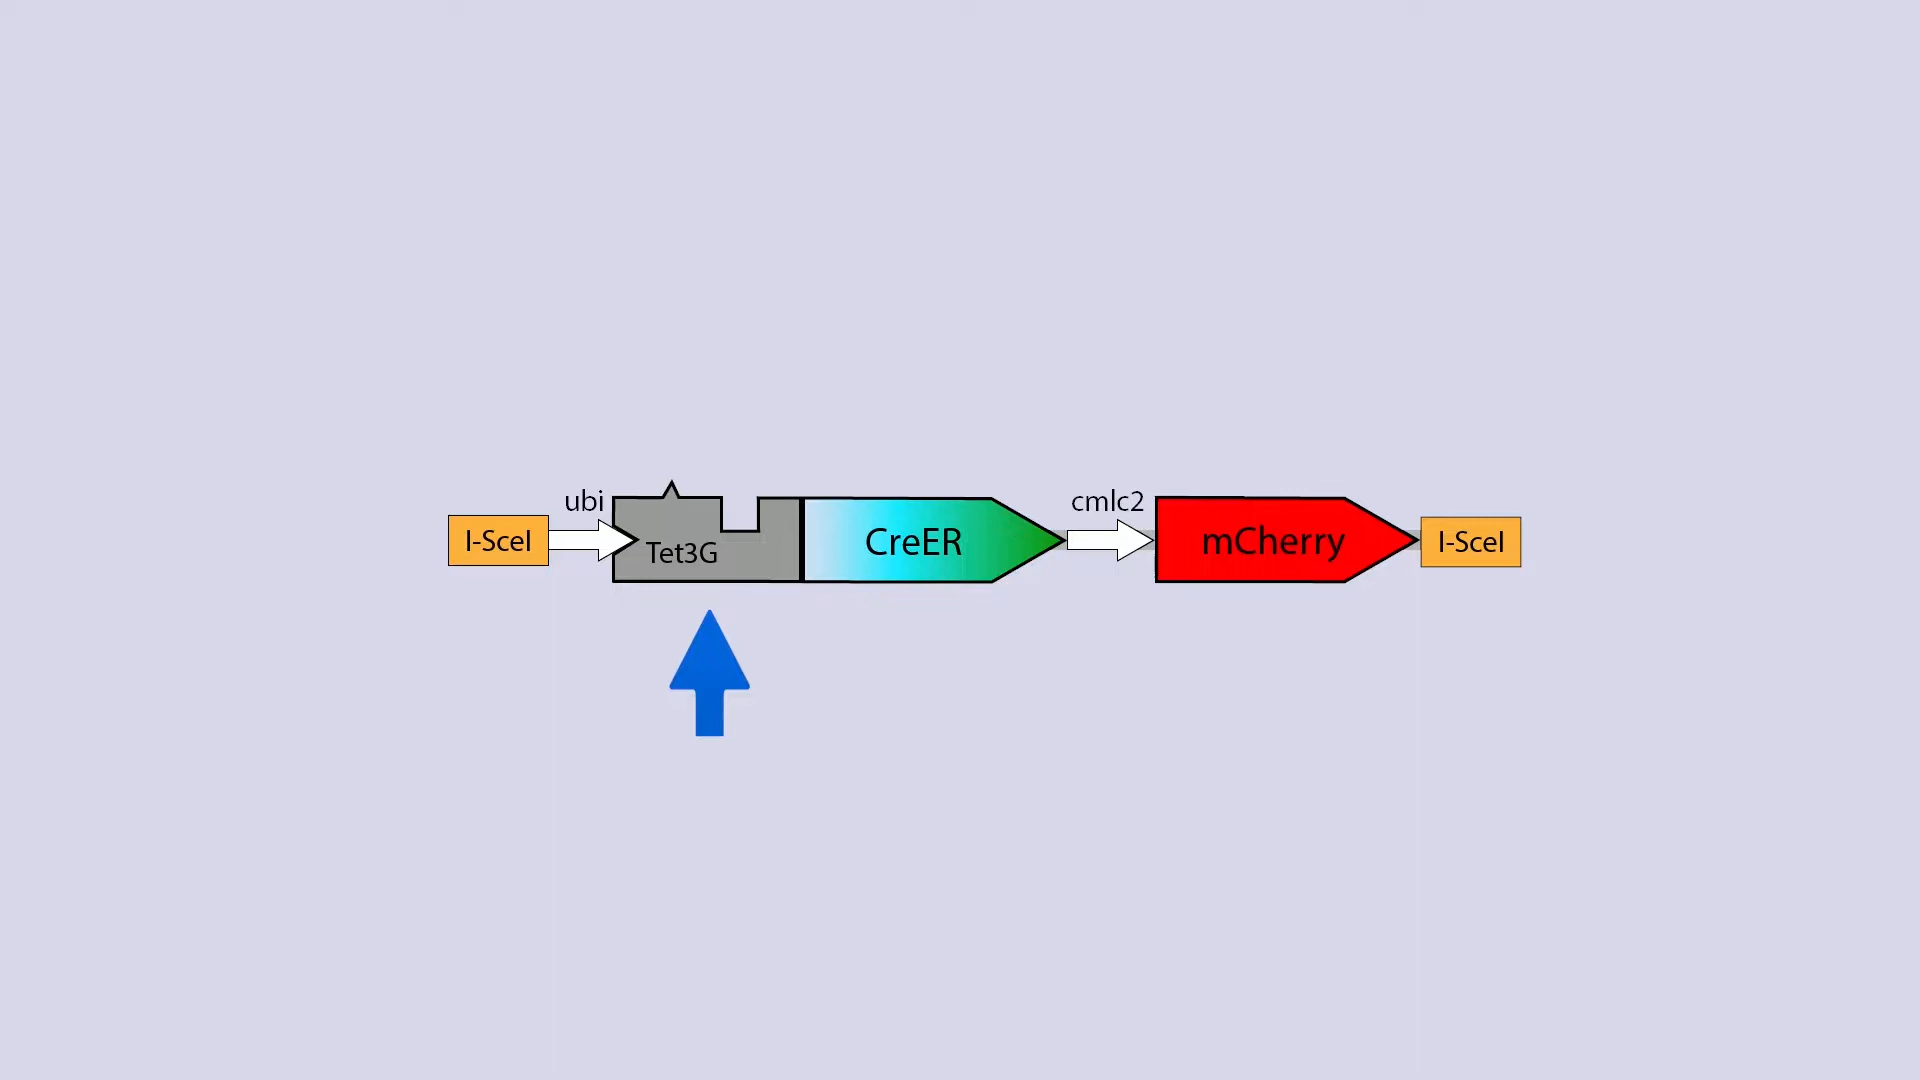 ubi
cmlc2
I-SceI
Tet3G
CreER
mCherry
I-SceI